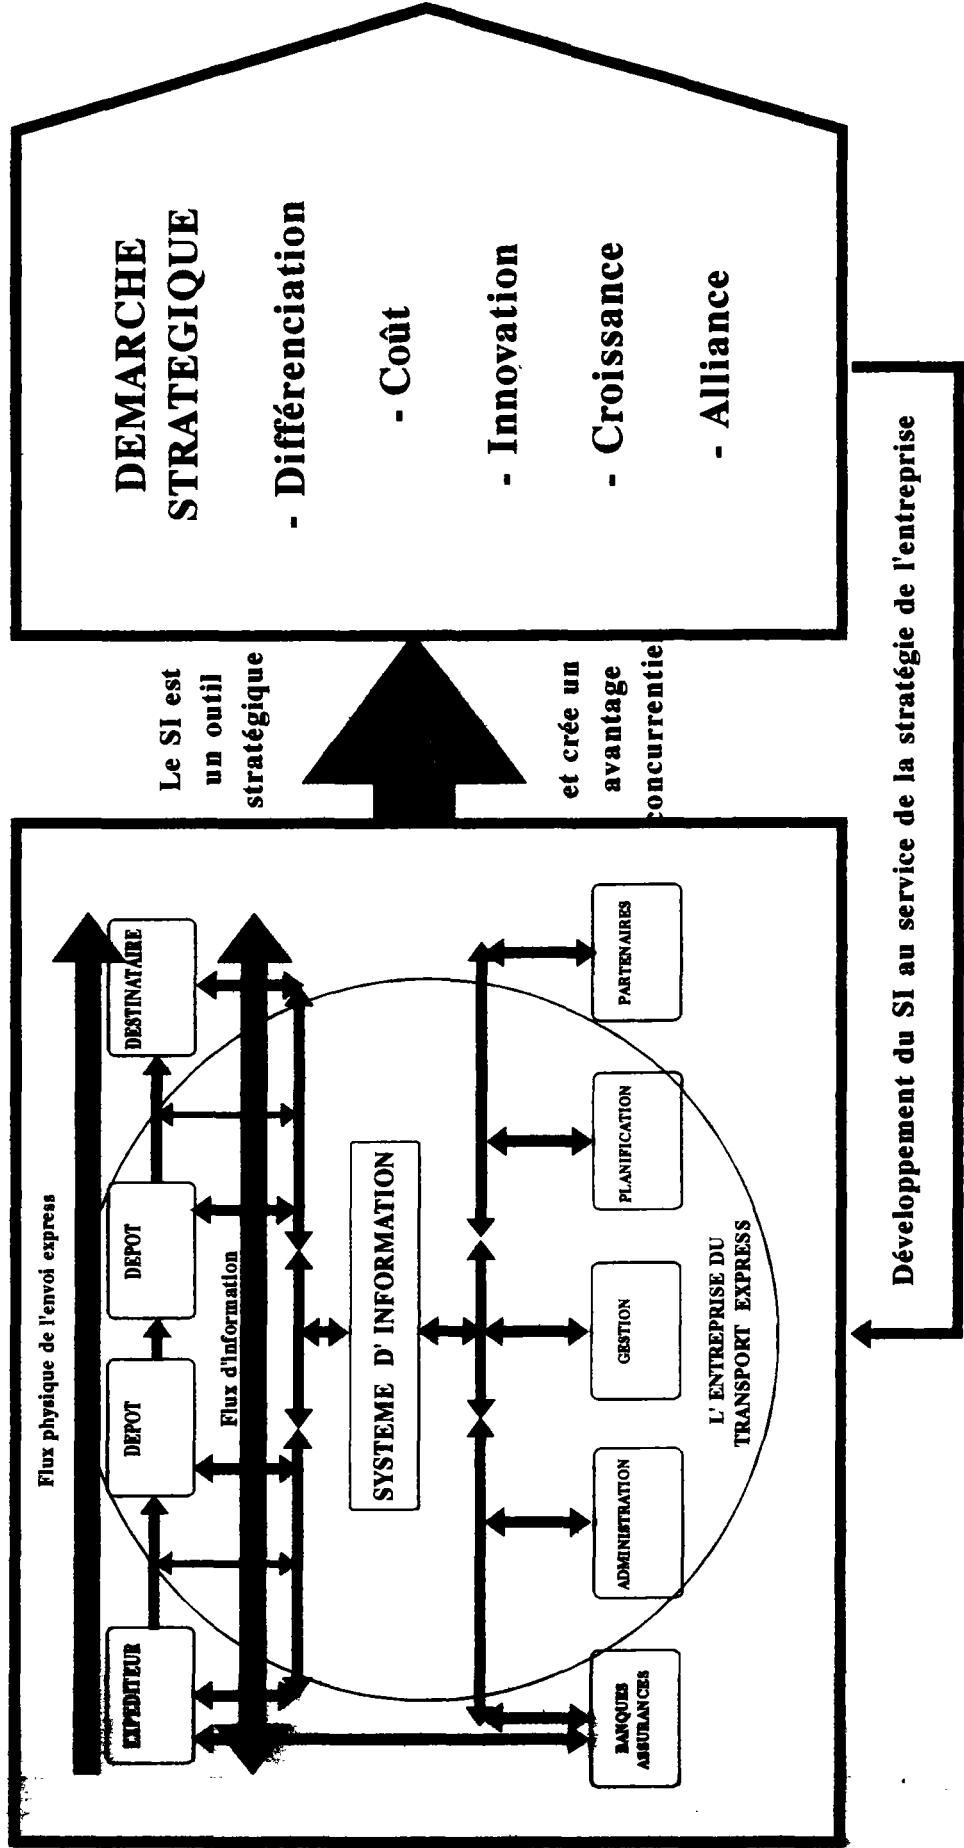 Flux physique de l'envoi express
EXPEDITEUR
DEPOT
DEPOT
DESTINATAIRE
Flux d'information
SYSTEME D' INFORMATION
BANQUES
ASSURANCES
ADMINISTRATION
GESTION
PLANIFICATION
PARTENAIRES
L' ENTREPRISE DU
TRANSPORT EXPRESS
Le SI est
un outil
stratégique
et crée un
avantage
concurrentie
DEMARCHE
STRATEGIQUE
- Différenciation
- Coût
- Innovation
- Croissance
- Alliance
Développement du SI au service de la stratégie de l'entreprise